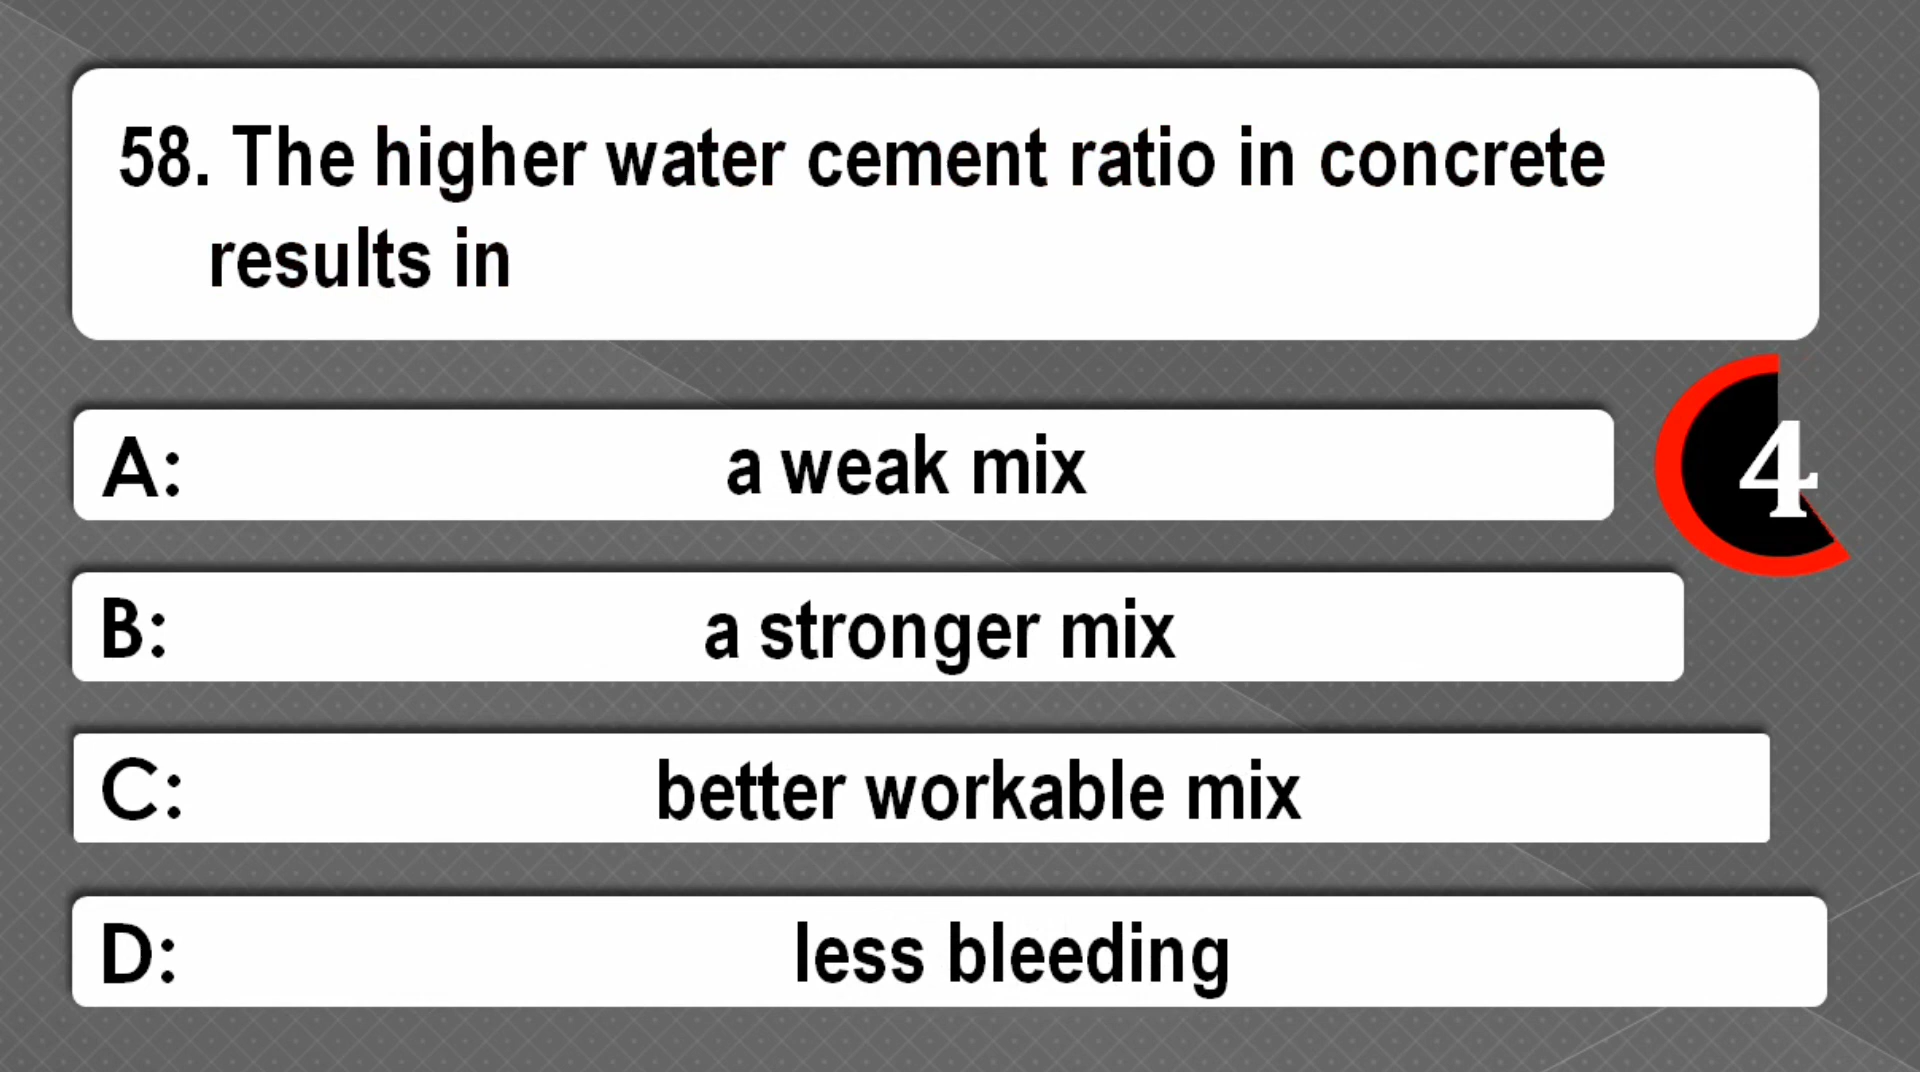 58. The higher water cement ratio in concrete
results in
A: a weak mix
4
B: a stronger mix
C: better workable mix
D: less bleeding